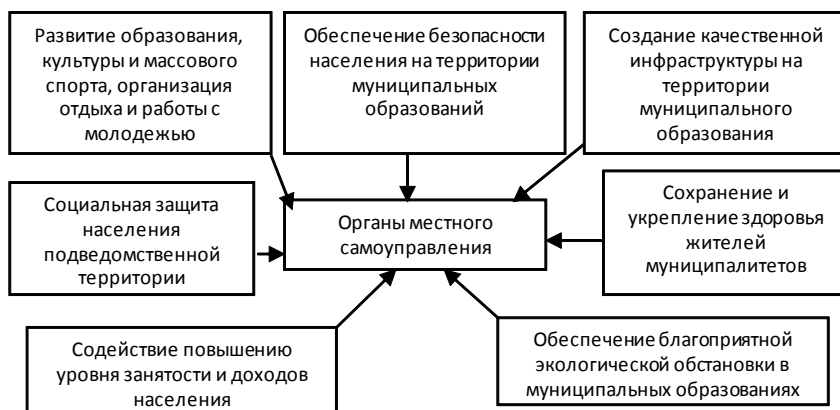 Развитие образования,
культуры и массового
спорта, организация
отдыха и работы с
молодежью
Обеспечение безопасности
населения на территории
муниципальных
образований
Создание качественной
инфраструктуры на
территории
муниципального
образования
Социальная защита
населения
подведомственной
территории
Органы местного
самоуправления
Сохранение и
укрепление здоровья
жителей
муниципалитетов
Содействие повышению
уровня занятости и доходов
населения
Обеспечение благоприятной
экологической обстановки в
муниципальных образованиях